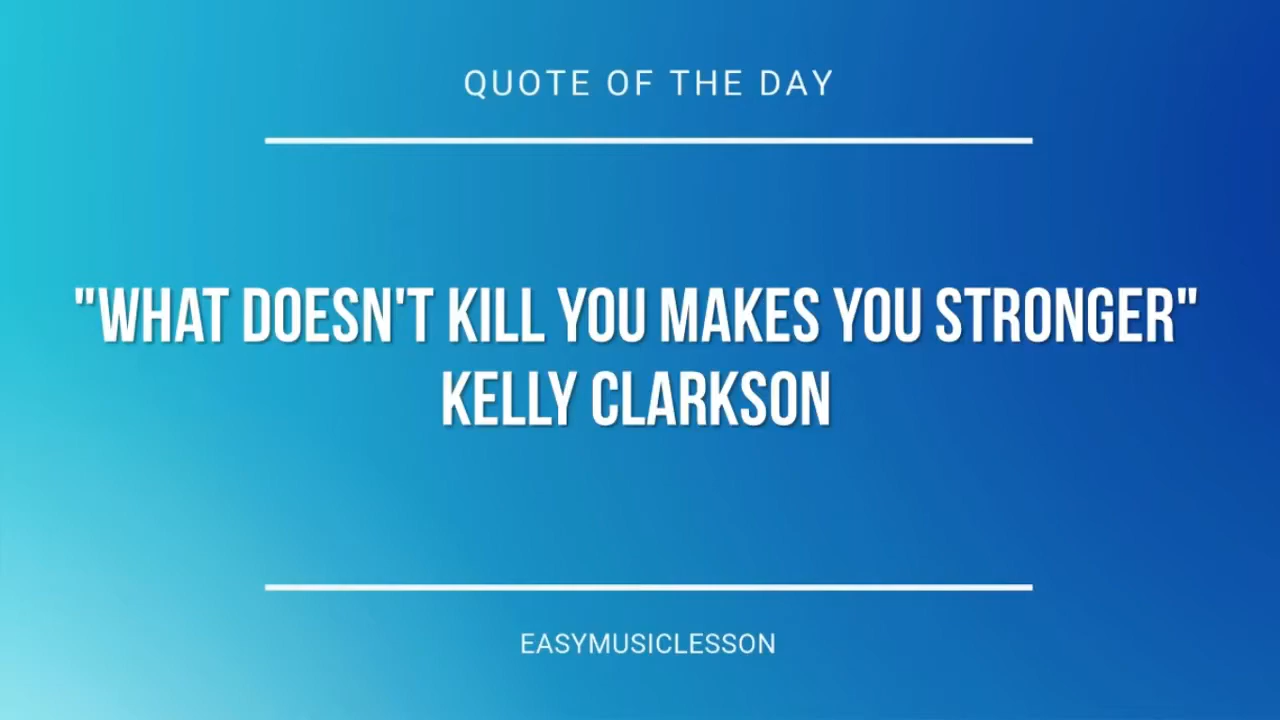 QUOTE OF THE DAY
"WHAT DOESN'T KILL YOU MAKES YOU STRONGER"
KELLY CLARKSON
EASYMUSICLESSON